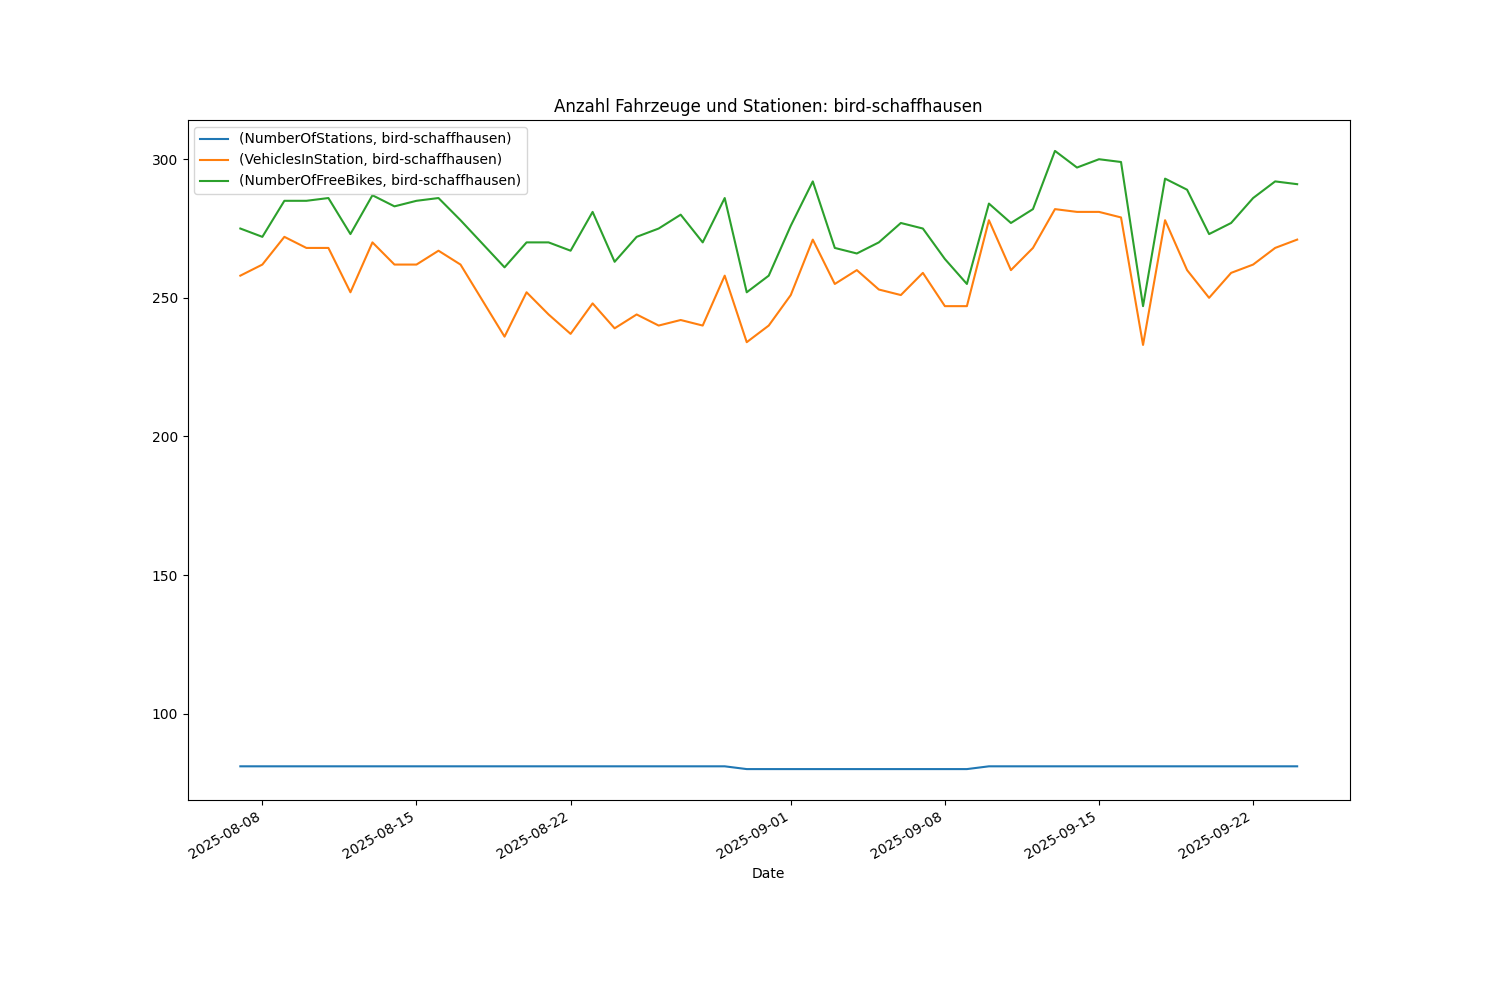 Anzahl Fahrzeuge und Stationen: bird-schaffhausen
(NumberOfStations, bird-schaffhausen)
(VehiclesInStation, bird-schaffhausen)
(NumberOfFreeBikes, bird-schaffhausen)
300
250
200
150
100
2025-08-08
2025-08-15
2025-08-22
2025-09-01
2025-09-08
2025-09-15
2025-09-22
Date